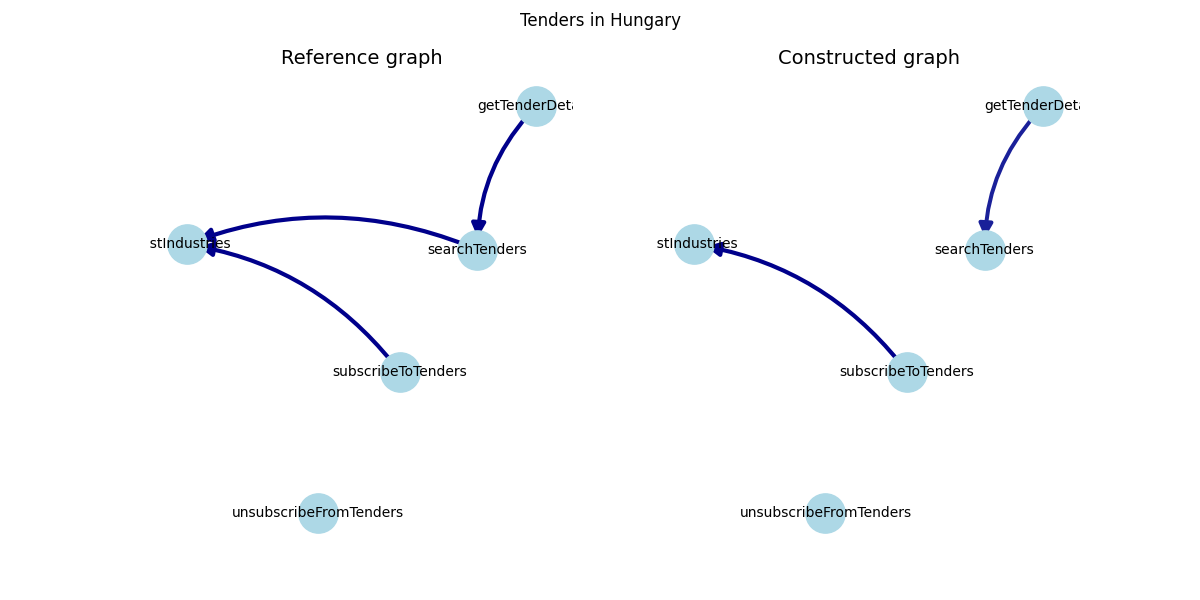 Tenders in Hungary
Reference graph
Constructed graph
getTenderDeta
getTenderDeta
stIndustries
searchTenders
stIndustries
searchTenders
subscribeToTenders
subscribeToTenders
unsubscribeFromTenders
unsubscribeFromTenders